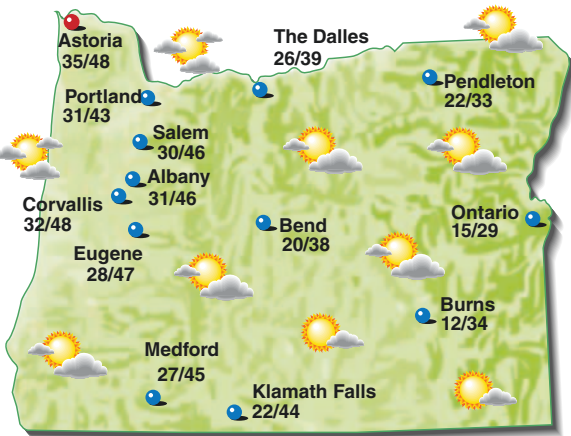 Astoria
35/48
The Dalles
26/39
Pendleton
22/33
Portland
31/43
Salem
30/46
Albany
31/46
Corvallis
32/48
Eugene
28/47
Bend
20/38
Ontario
15/29
Burns
12/34
Medford
27/45
Klamath Falls
22/44